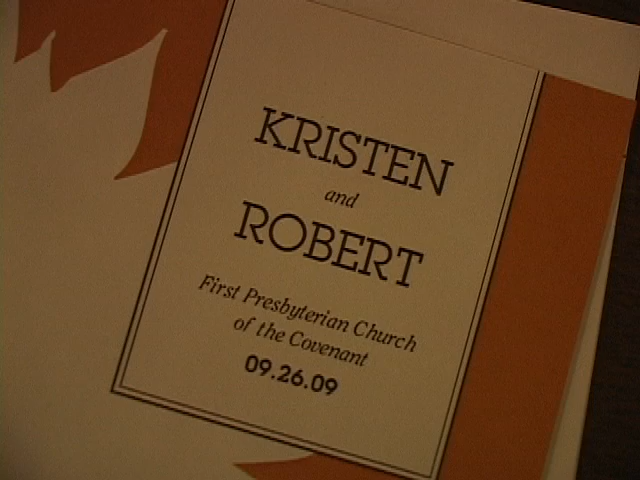 KRISTEN
and
ROBERT
First Presbyterian Church
of the Covenant
09.26.09